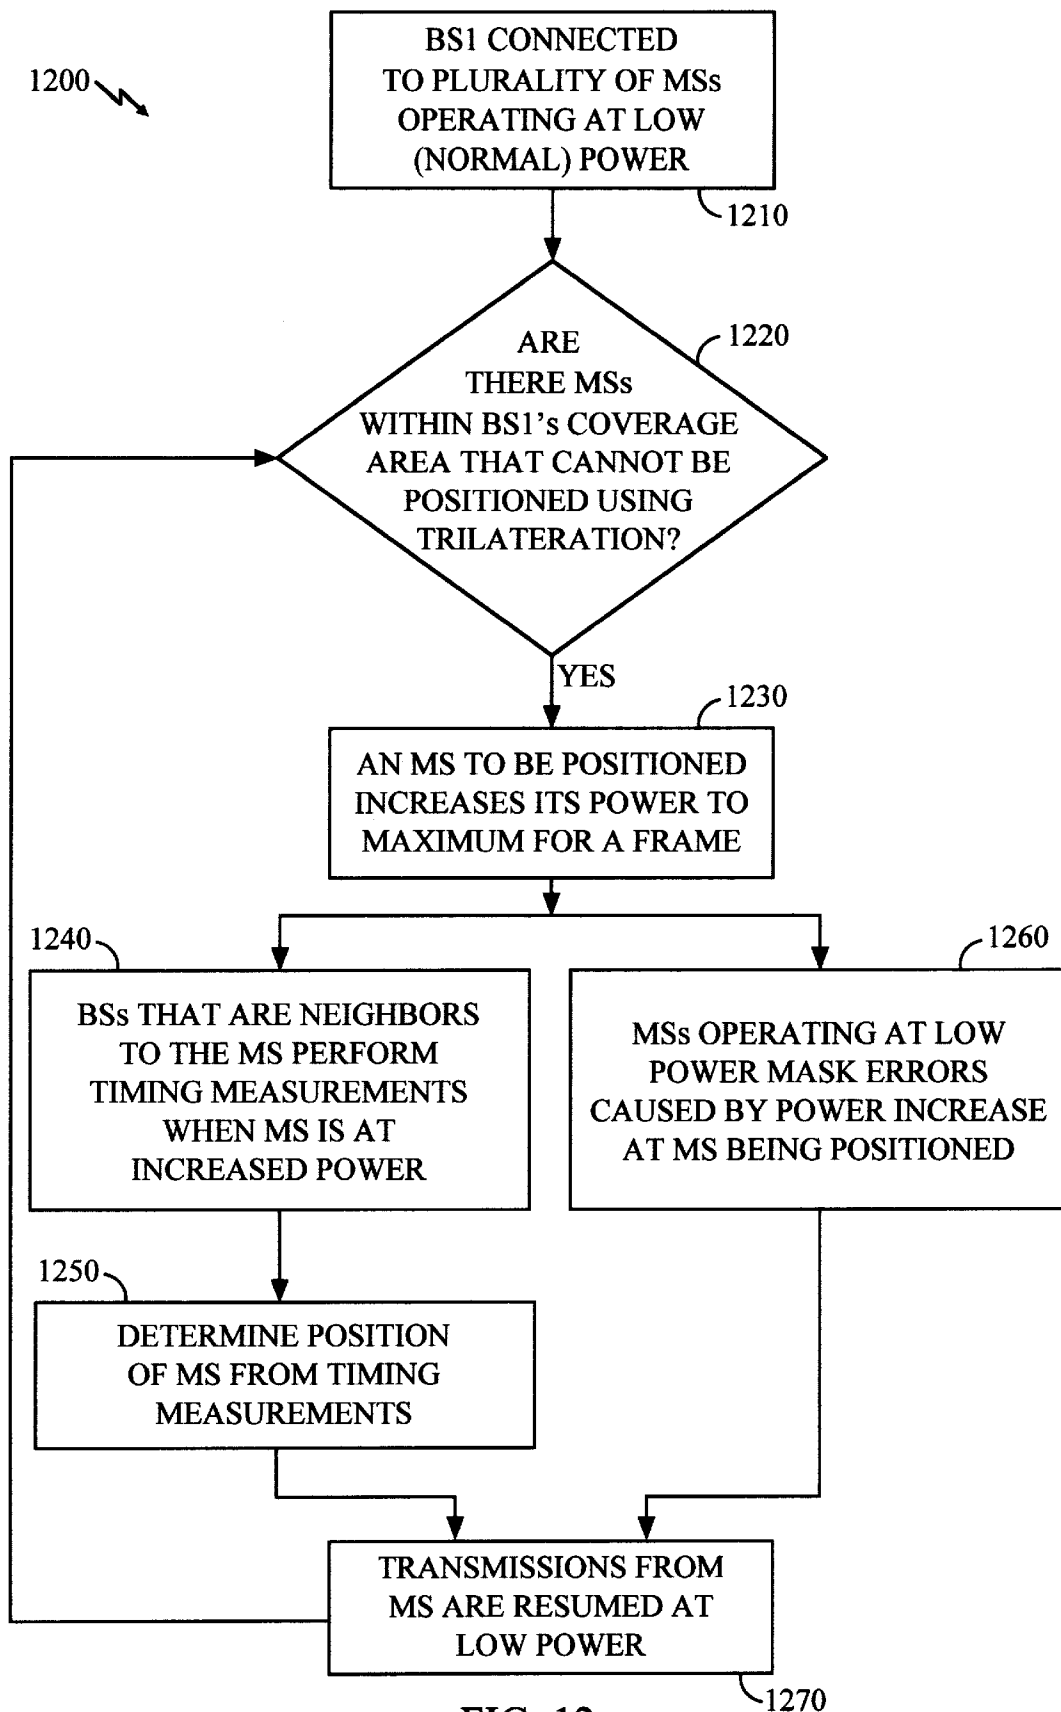 1200
BS1 CONNECTED
TO PLURALITY OF MSs
OPERATING AT LOW
(NORMAL) POWER
1210
ARE
THERE MSs
WITHIN BS1's COVERAGE
AREA THAT CANNOT BE
POSITIONED USING
TRILATERATION?
1220
YES
1230
AN MS TO BE POSITIONED
INCREASES ITS POWER TO
MAXIMUM FOR A FRAME
1240
BSs THAT ARE NEIGHBORS
TO THE MS PERFORM
TIMING MEASUREMENTS
WHEN MS IS AT
INCREASED POWER
1260
MSs OPERATING AT LOW
POWER MASK ERRORS
CAUSED BY POWER INCREASE
AT MS BEING POSITIONED
1250
DETERMINE POSITION
OF MS FROM TIMING
MEASUREMENTS
TRANSMISSIONS FROM
MS ARE RESUMED AT
LOW POWER
1270